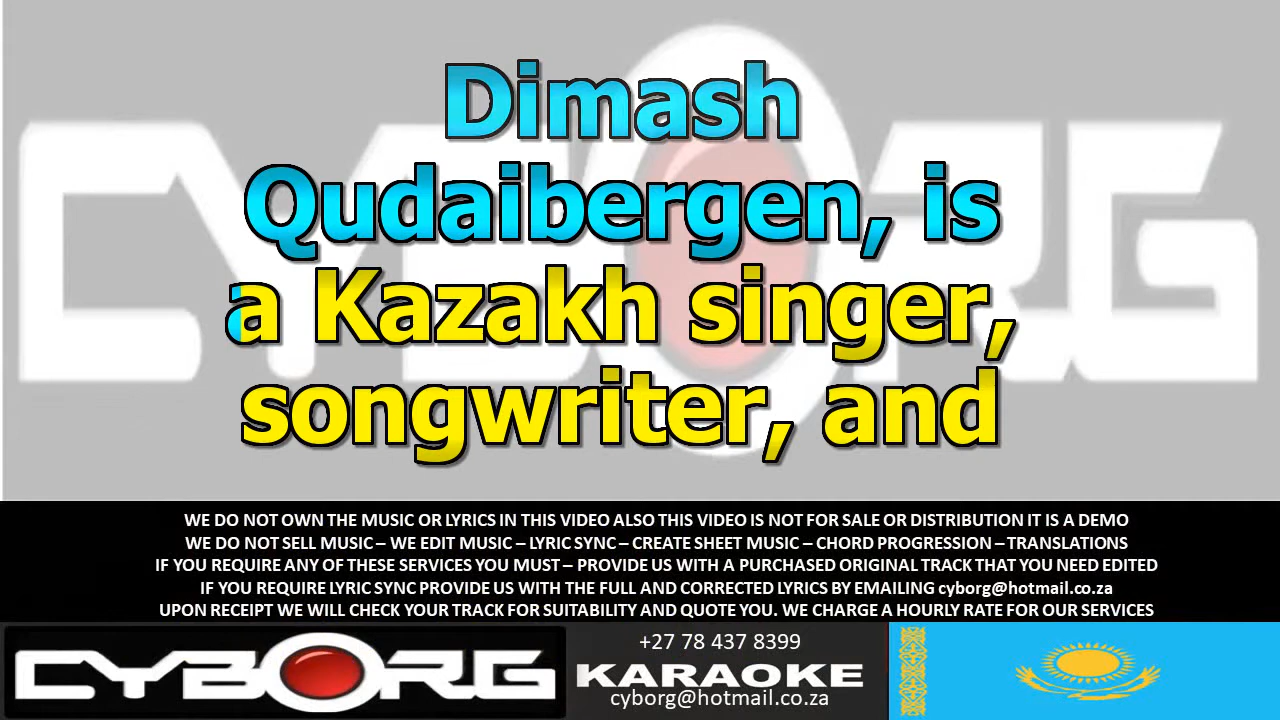 Dimash
Qudaibergen, is
a Kazakh singer,
songwriter, and
CYBORG
WE DO NOT OWN THE MUSIC OR LYRICS IN THIS VIDEO ALSO THIS VIDEO IS NOT FOR SALE OR DISTRIBUTION IT IS A DEMO
WE DO NOT SELL MUSIC – WE EDIT MUSIC – LYRIC SYNC – CREATE SHEET MUSIC – CHORD PROGRESSION – TRANSLATIONS
IF YOU REQUIRE ANY OF THESE SERVICES YOU MUST – PROVIDE US WITH A PURCHASED ORIGINAL TRACK THAT YOU NEED EDITED
IF YOU REQUIRE LYRIC SYNC PROVIDE US WITH THE FULL AND CORRECTED LYRICS BY EMAILING cyborg@hotmail.co.za
UPON RECEIPT WE WILL CHECK YOUR TRACK FOR SUITABILITY AND QUOTE YOU. WE CHARGE A HOURLY RATE FOR OUR SERVICES
CYBORG
+27 78 437 8399
KARAOKE
cyborg@hotmail.co.za